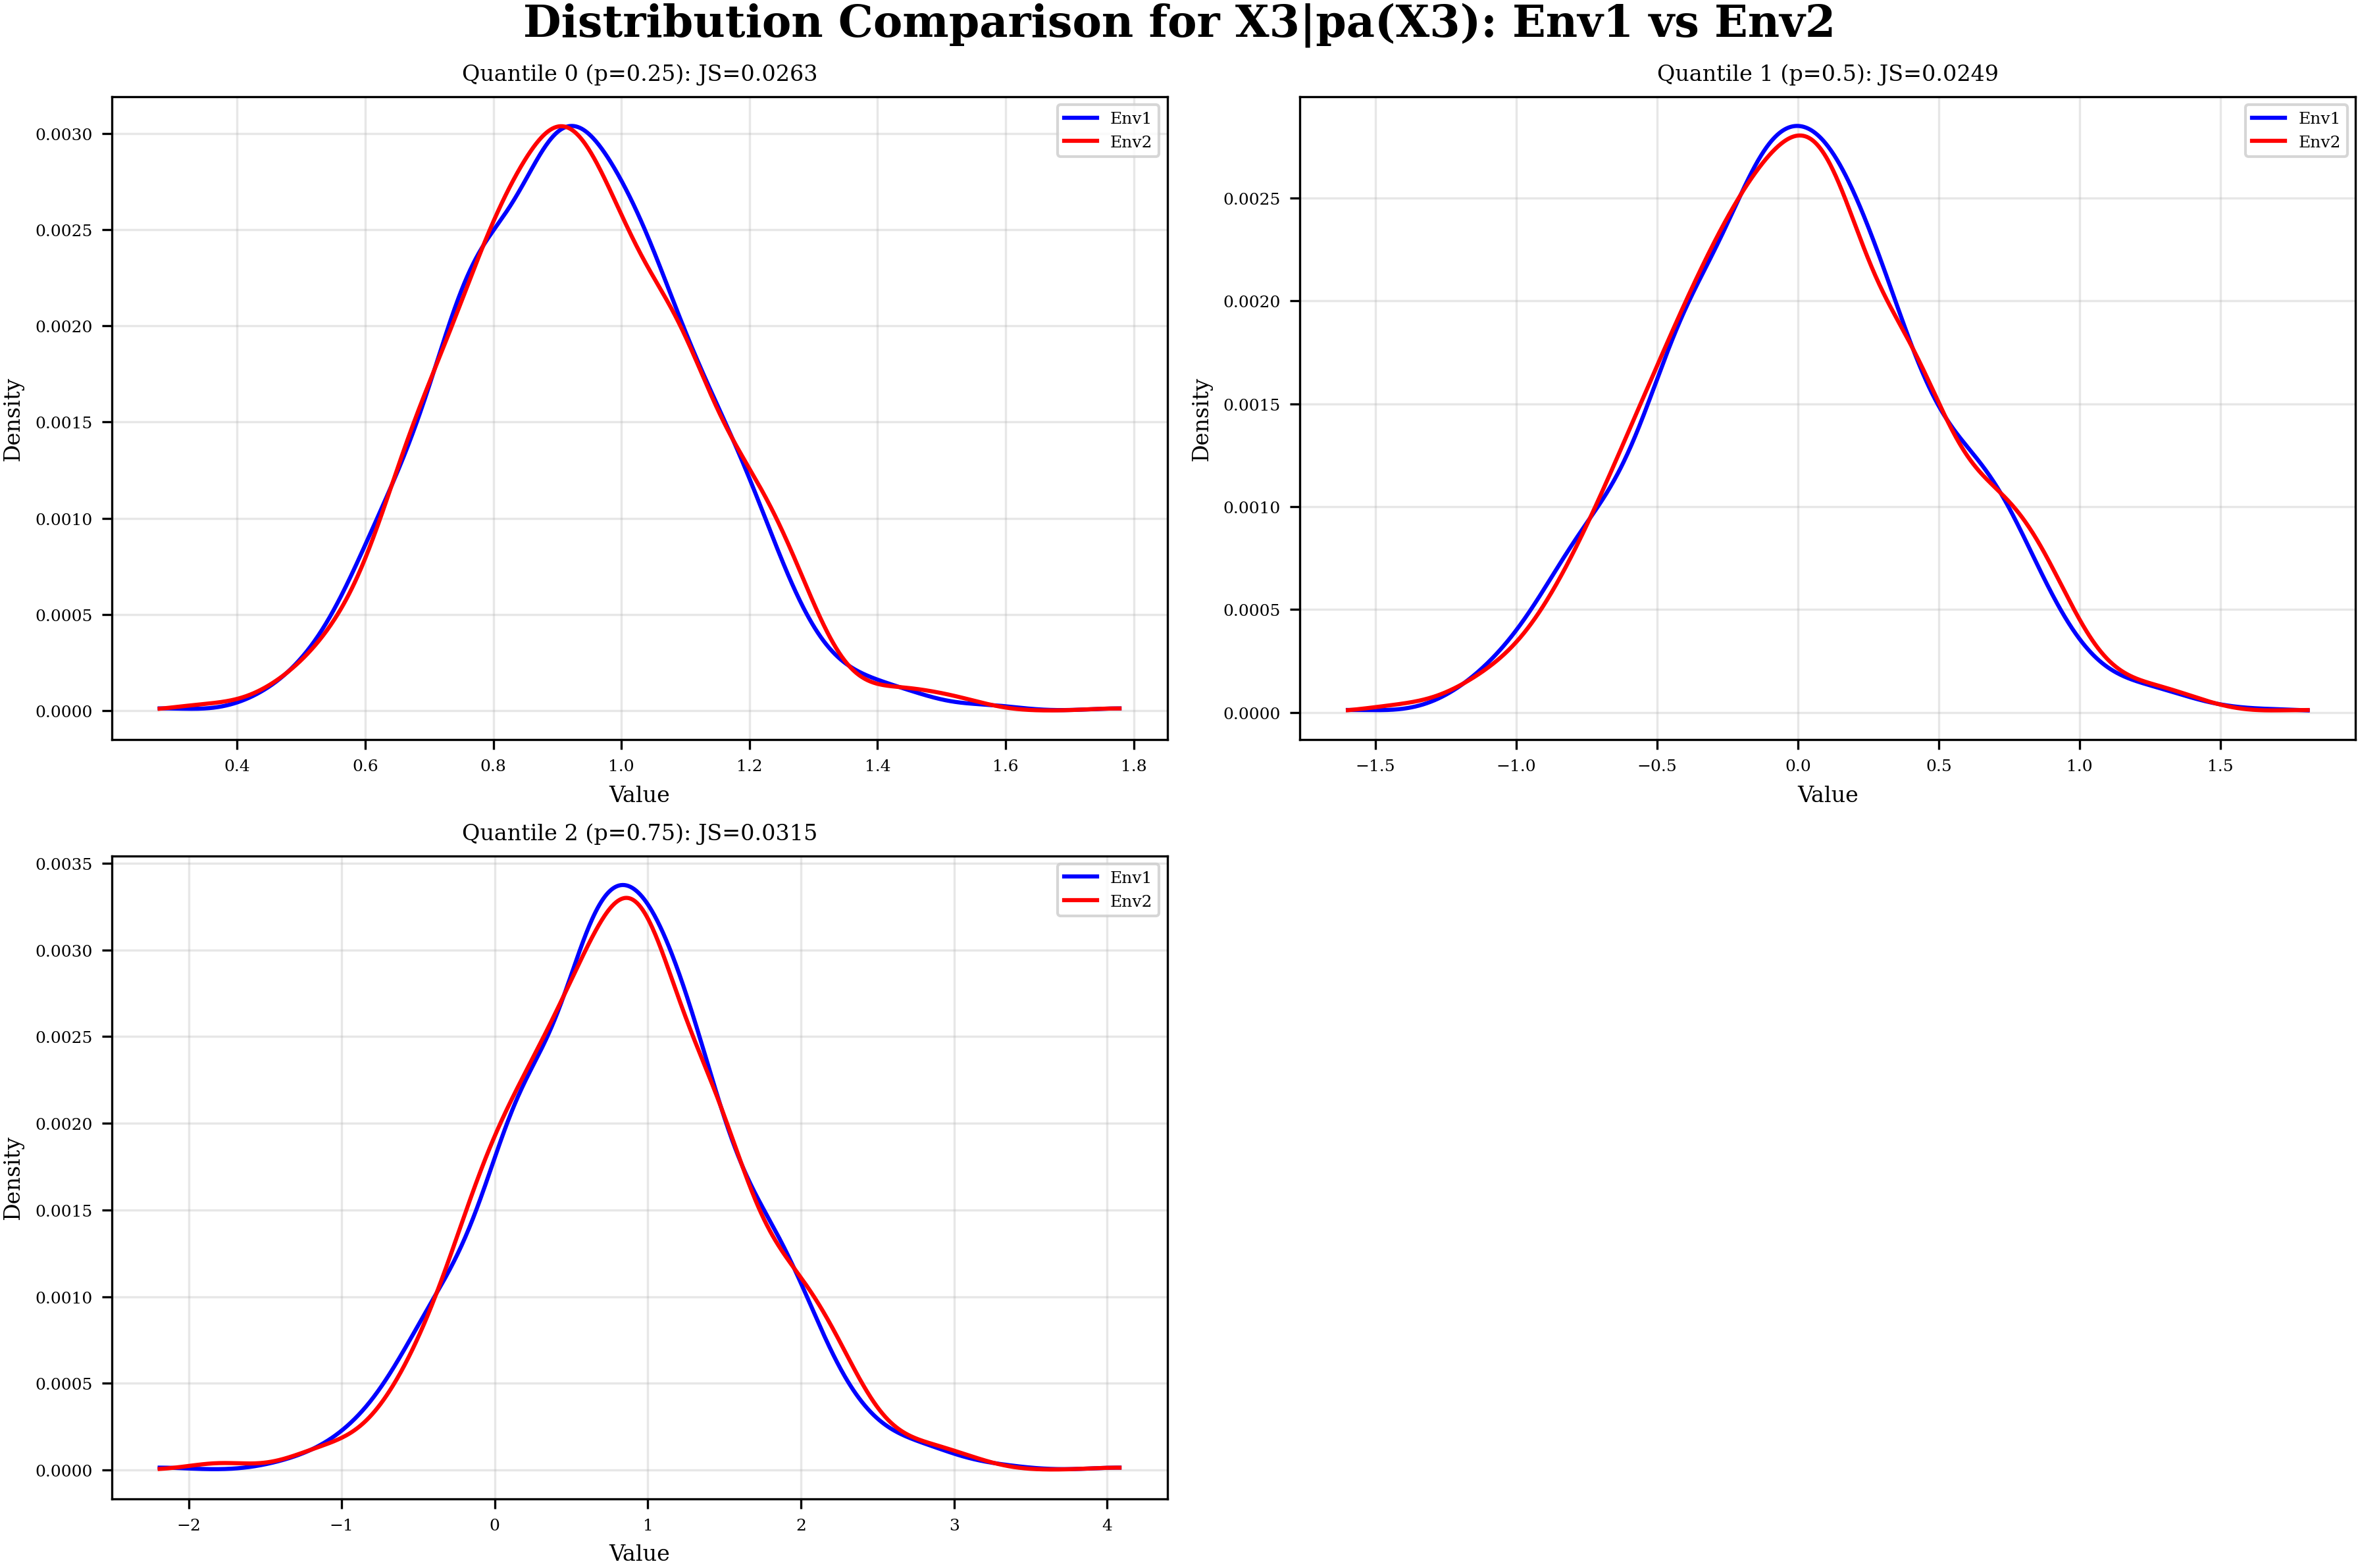 Distribution Comparison for X3|pa(X3): Env1 vs Env2
Quantile 0 (p=0.25): JS=0.0263
Env1
Env2
0.0030
0.0025
0.0020
0.0015
0.0010
0.0005
0.0000
Density
0.4 0.6 0.8 1.0 1.2 1.4 1.6 1.8
Value
Quantile 1 (p=0.5): JS=0.0249
Env1
Env2
0.0025
0.0020
0.0015
0.0010
0.0005
0.0000
Density
−1.5 −1.0 −0.5 0.0 0.5 1.0 1.5
Value
Quantile 2 (p=0.75): JS=0.0315
Env1
Env2
0.0035
0.0030
0.0025
0.0020
0.0015
0.0010
0.0005
0.0000
Density
−2 −1 0 1 2 3 4
Value